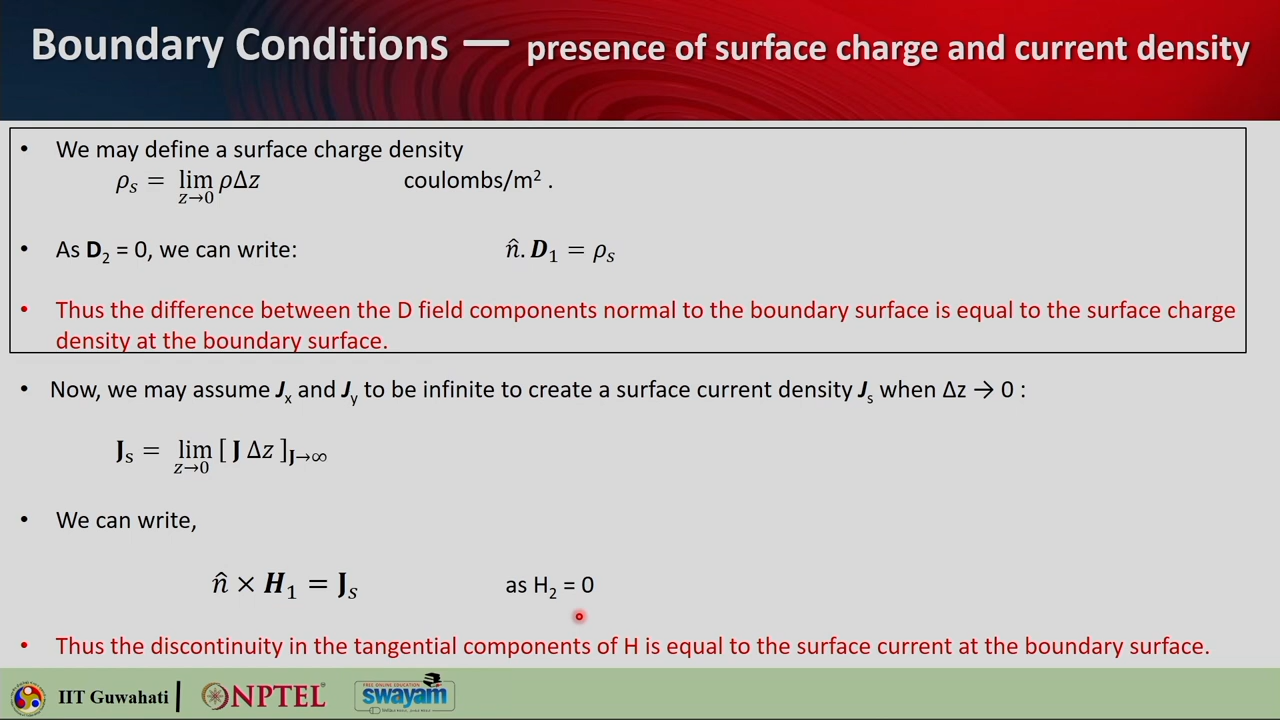 Boundary Conditions — presence of surface charge and current density
• We may define a surface charge density
ρₛ = lim z→0 ρΔz coulombs/m² .
• As D₂ = 0, we can write: n̂. D₁ = ρₛ
• Thus the difference between the D field components normal to the boundary surface is equal to the surface charge
density at the boundary surface.
• Now, we may assume Jₓ and J_y to be infinite to create a surface current density Jₛ when Δz → 0 :
Jₛ = lim z→0 [ J Δz ]J→∞
• We can write,
n̂ × H₁ = Jₛ as H₂ = 0
• Thus the discontinuity in the tangential components of H is equal to the surface current at the boundary surface.
IIT Guwahati | NPTEL FREE ONLINE EDUCATION swayam